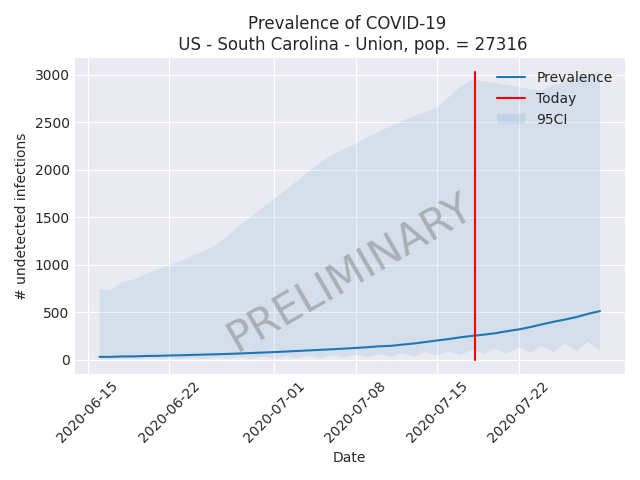 Prevalence of COVID-19
US - South Carolina - Union, pop. = 27316
3000
2500
2000
1500
1000
500
0
# undetected infections
Prevalence
Today
95CI
PRELIMINARY
2020-06-15
2020-06-22
2020-07-01
2020-07-08
2020-07-15
2020-07-22
Date